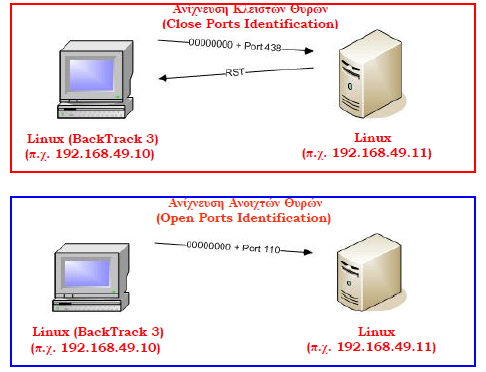 Ανίχνευση Κλειστών Θυρών
(Close Ports Identification)
00000000 + Port 438
RST
Linux (BackTrack 3)
(π.χ. 192.168.49.10)
Linux
(π.χ. 192.168.49.11)
Ανίχνευση Ανοιχτών Θυρών
(Open Ports Identification)
00000000 + Port 110
Linux (BackTrack 3)
(π.χ. 192.168.49.10)
Linux
(π.χ. 192.168.49.11)